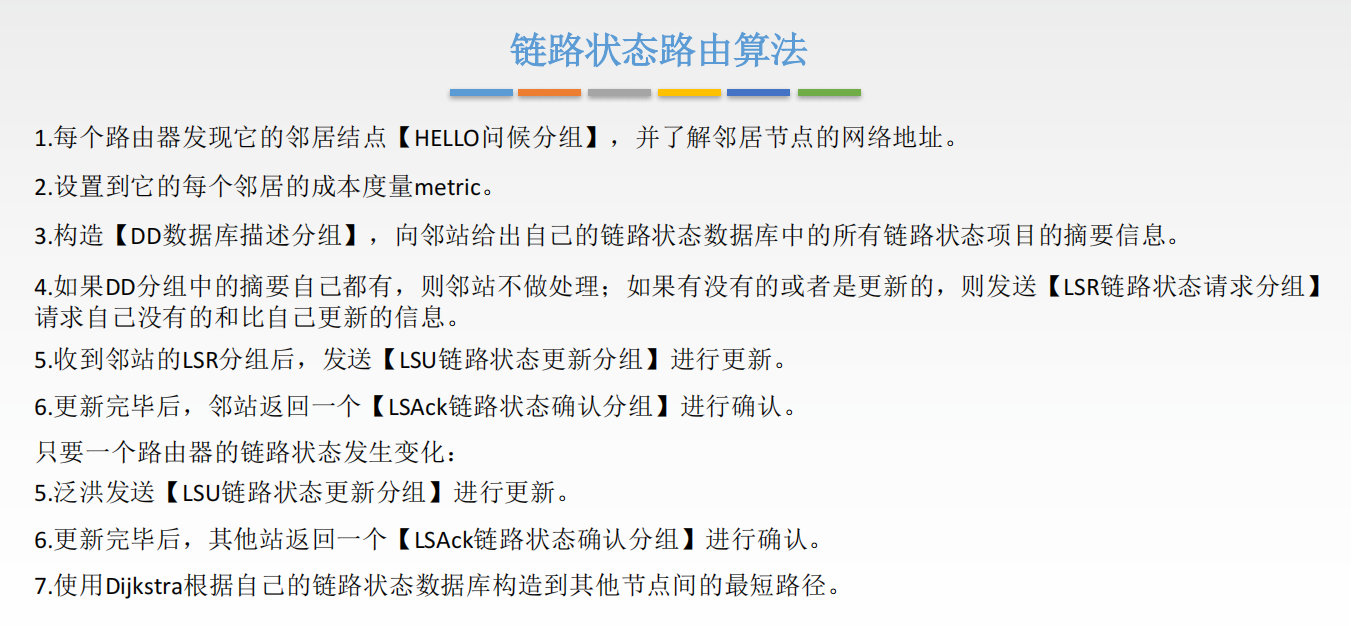 链路状态路由算法
1.每个路由器发现它的邻居结点【HELLO问候分组】，并了解邻居节点的网络地址。
2.设置到它的每个邻居的成本度量metric。
3.构造【DD数据库描述分组】，向邻站给出自己的链路状态数据库中的所有链路状态项目的摘要信息。
4.如果DD分组中的摘要自己都有，则邻站不做处理；如果有没有的或者是更新的，则发送【LSR链路状态请求分组】
请求自己没有的和比自己更新的信息。
5.收到邻站的LSR分组后，发送【LSU链路状态更新分组】进行更新。
6.更新完毕后，邻站返回一个【LSAck链路状态确认分组】进行确认。
只要一个路由器的链路状态发生变化：
5.泛洪发送【LSU链路状态更新分组】进行更新。
6.更新完毕后，其他站返回一个【LSAck链路状态确认分组】进行确认。
7.使用Dijkstra根据自己的链路状态数据库构造到其他节点间的最短路径。